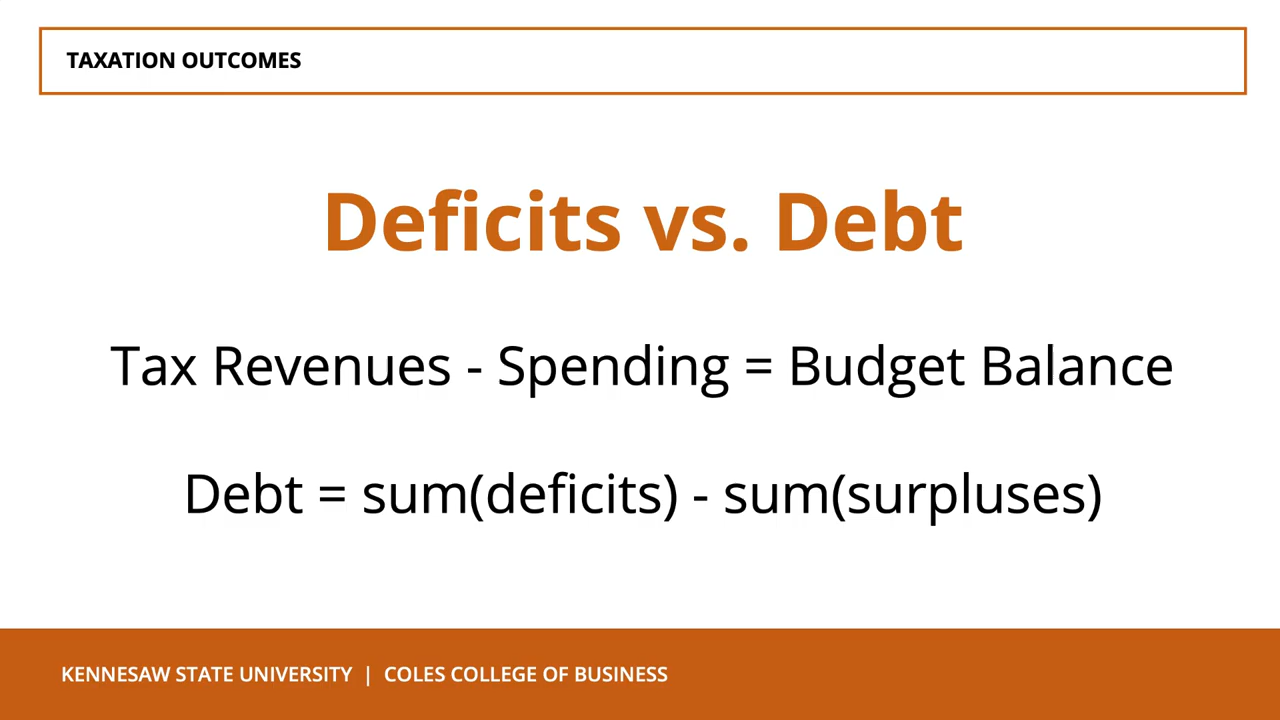 TAXATION OUTCOMES
Deficits vs. Debt
Tax Revenues - Spending = Budget Balance
Debt = sum(deficits) - sum(surpluses)
KENNESAW STATE UNIVERSITY | COLES COLLEGE OF BUSINESS